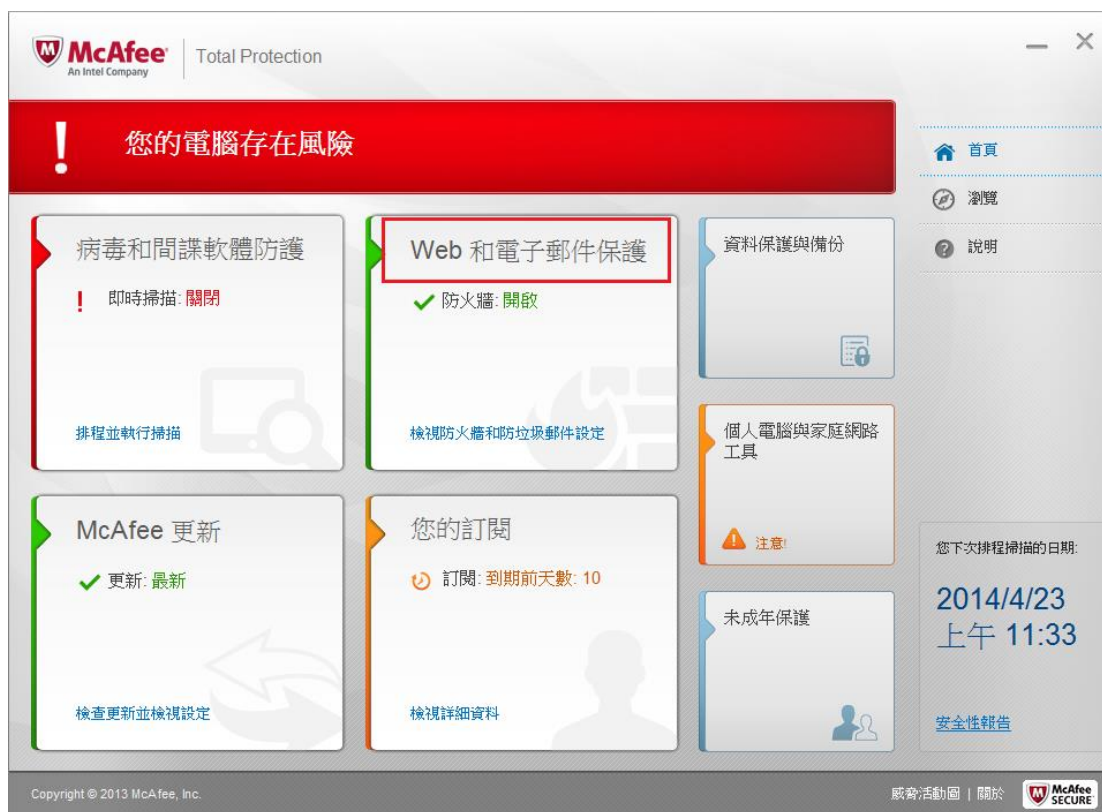 McAfee
An Intel Company
Total Protection
您的電腦存在風險
首頁
瀏覽
說明
病毒和間諜軟體防護
! 即時掃描: 關閉
排程並執行掃描
Web 和電子郵件保護
防火牆: 開啟
檢視防火牆和防垃圾郵件設定
資料保護與備份
個人電腦與家庭網路
工具
注意!
McAfee 更新
更新: 最新
檢查更新並檢視設定
您的訂閱
訂閱: 到期前天數: 10
檢視詳細資料
未成年保護
您下次排程掃描的日期:
2014/4/23
上午 11:33
安全性報告
Copyright © 2013 McAfee, Inc.
威脅活動圖 | 關於
McAfee
SECURE